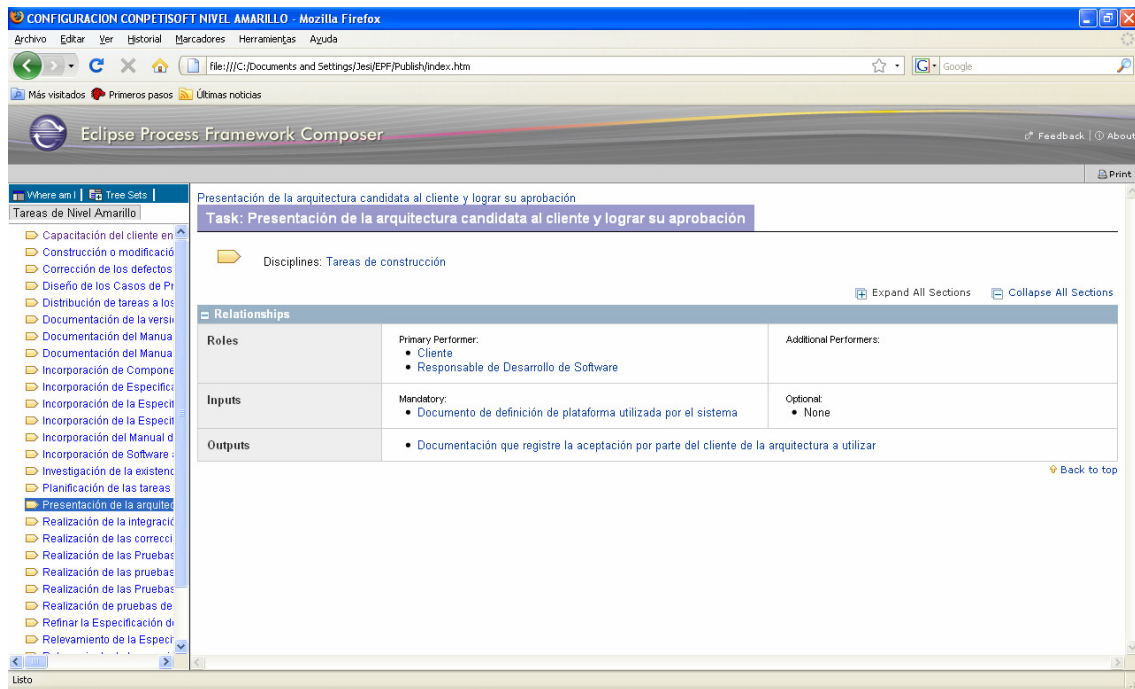 CONFIGURACION CONPETISOFT NIVEL AMARILLO - Mozilla Firefox
Archivo Editar Ver Historial Marcadores Herramientas Ayuda
file:///C:/Documents and Settings/Jesi/EPF/Publish/index.htm
G Google
Más visitados Primeros pasos Últimas noticias
Eclipse Process Framework Composer
Feedback | About
Print
Where am I Tree Sets
Tareas de Nivel Amarillo
Capacitación del cliente en
Construcción o modificació
Corrección de los defectos
Diseño de los Casos de Pr
Distribución de tareas a los
Documentación de la versi
Documentación del Manua
Documentación del Manua
Incorporación de Compone
Incorporación de Especific
Incorporación de la Especif
Incorporación de la Especif
Incorporación del Manual d
Incorporación de Software
Investigación de la existenc
Planificación de las tareas
Presentación de la arquitec
Realización de la integració
Realización de las correcci
Realización de las Pruebas
Realización de las pruebas
Realización de las Pruebas
Realización de pruebas de
Refinar la Especificación d
Relevamiento de la Especi
Presentación de la arquitectura candidata al cliente y lograr su aprobación
Task: Presentación de la arquitectura candidata al cliente y lograr su aprobación
Disciplines: Tareas de construcción
Expand All Sections Collapse All Sections
Relationships
Roles
Primary Performer:
• Cliente
• Responsable de Desarrollo de Software
Additional Performers:
Inputs
Mandatory:
• Documento de definición de plataforma utilizada por el sistema
Optional:
• None
Outputs
• Documentación que registre la aceptación por parte del cliente de la arquitectura a utilizar
Back to top
Listo